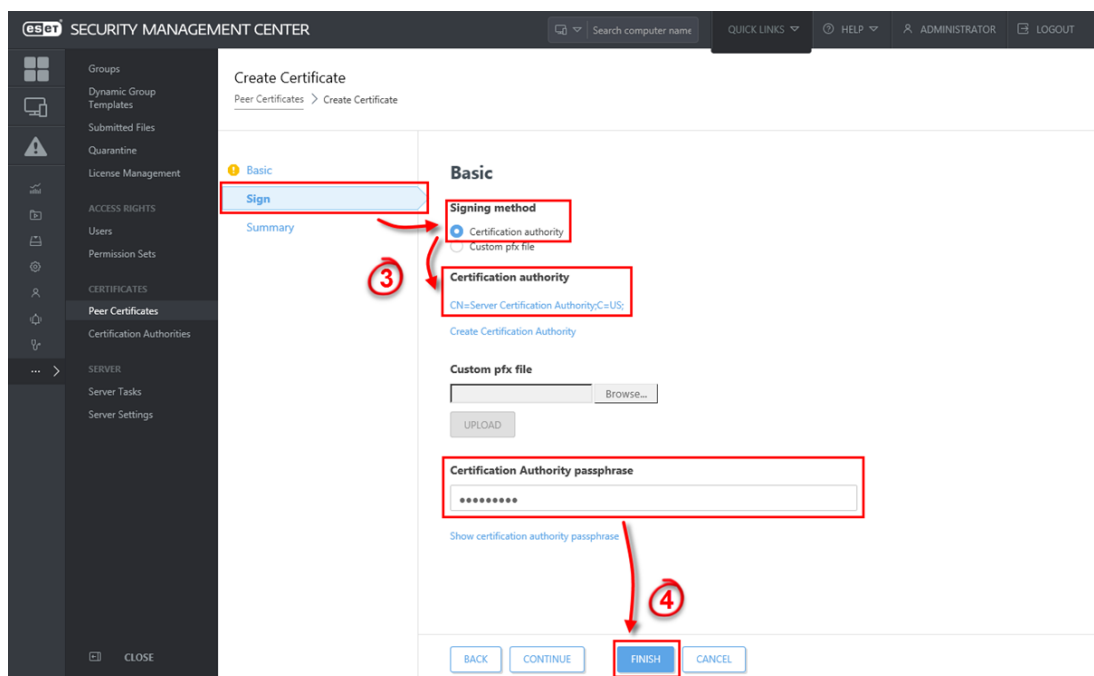 eset SECURITY MANAGEMENT CENTER
Search computer name
QUICK LINKS
HELP
ADMINISTRATOR
LOGOUT
Groups
Dynamic Group
Templates
Submitted Files
Quarantine
License Management
ACCESS RIGHTS
Users
Permission Sets
CERTIFICATES
Peer Certificates
Certification Authorities
SERVER
Server Tasks
Server Settings
CLOSE
Create Certificate
Peer Certificates > Create Certificate
Basic
Sign
Summary
Basic
Signing method
Certification authority
Custom pfx file
3
Certification authority
CN=Server Certification Authority;C=US;
Create Certification Authority
Custom pfx file
Browse...
UPLOAD
Certification Authority passphrase
•••••••••
Show certification authority passphrase
4
BACK
CONTINUE
FINISH
CANCEL